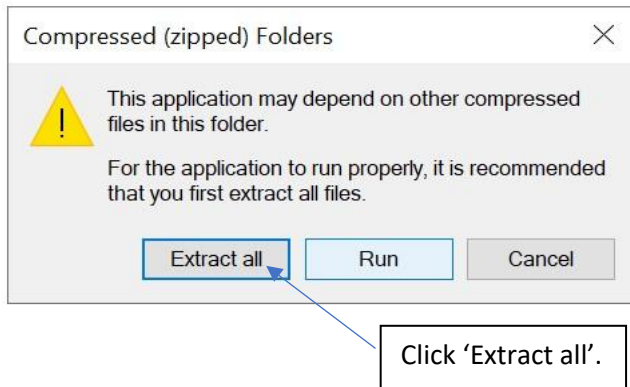 Compressed (zipped) Folders
This application may depend on other compressed
files in this folder.
For the application to run properly, it is recommended
that you first extract all files.
Extract all Run Cancel
Click ‘Extract all’.